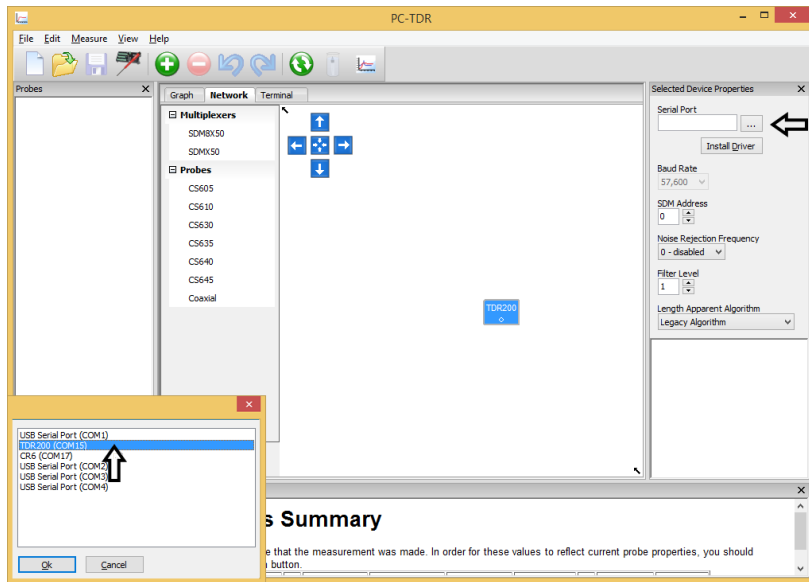 PC-TDR
File Edit Measure View Help
Probes
Graph Network Terminal
Multiplexers
SDM8X50
SDMX50
Probes
CS605
CS610
CS630
CS635
CS640
CS645
Coaxial
TDR200
Selected Device Properties
Serial Port
...
Install Driver
Baud Rate
57,600
SDM Address
0
Noise Rejection Frequency
0 - disabled
Filter Level
1
Length Apparent Algorithm
Legacy Algorithm
USB Serial Port (COM1)
TDR200 (COM15)
CR6 (COM17)
USB Serial Port (COM2)
USB Serial Port (COM3)
USB Serial Port (COM4)
Ok Cancel
s Summary
e that the measurement was made. In order for these values to reflect current probe properties, you should
button.